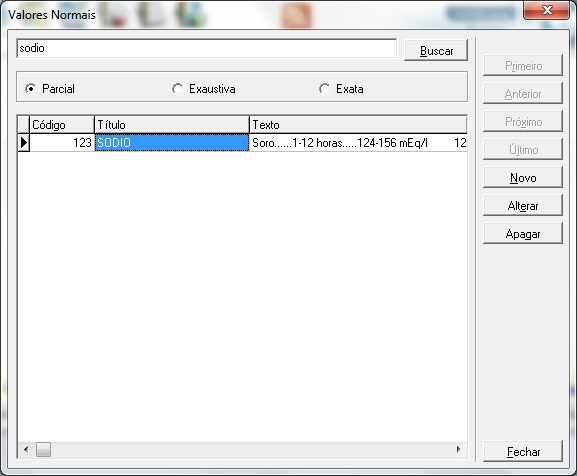 Valores Normais
sodio
Buscar
Parcial Exaustiva Exata
Código Título Texto
123 SODIO Soro......1-12 horas.....124-156 mEq/l 12
Primeiro
Anterior
Próximo
Último
Novo
Alterar
Apagar
Fechar